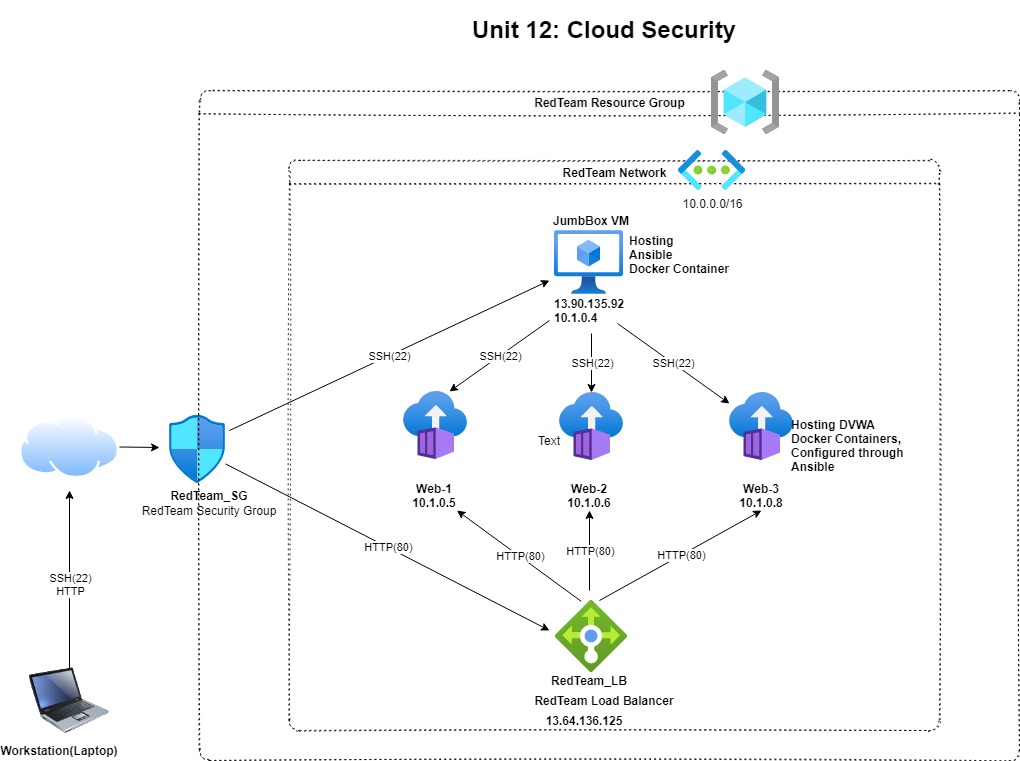 Unit 12: Cloud Security
RedTeam Resource Group
RedTeam Network
10.0.0.0/16
JumbBox VM
Hosting
Ansible
Docker Container
13.90.135.92
10.1.0.4
SSH(22)
SSH(22)
SSH(22)
SSH(22)
Text
Hosting DVWA
Docker Containers,
Configured through
Ansible
Web-1
10.1.0.5
Web-2
10.1.0.6
Web-3
10.1.0.8
RedTeam_SG
RedTeam Security Group
HTTP(80)
HTTP(80)
HTTP(80)
HTTP(80)
SSH(22)
HTTP
RedTeam_LB
RedTeam Load Balancer
13.64.136.125
Workstation(Laptop)